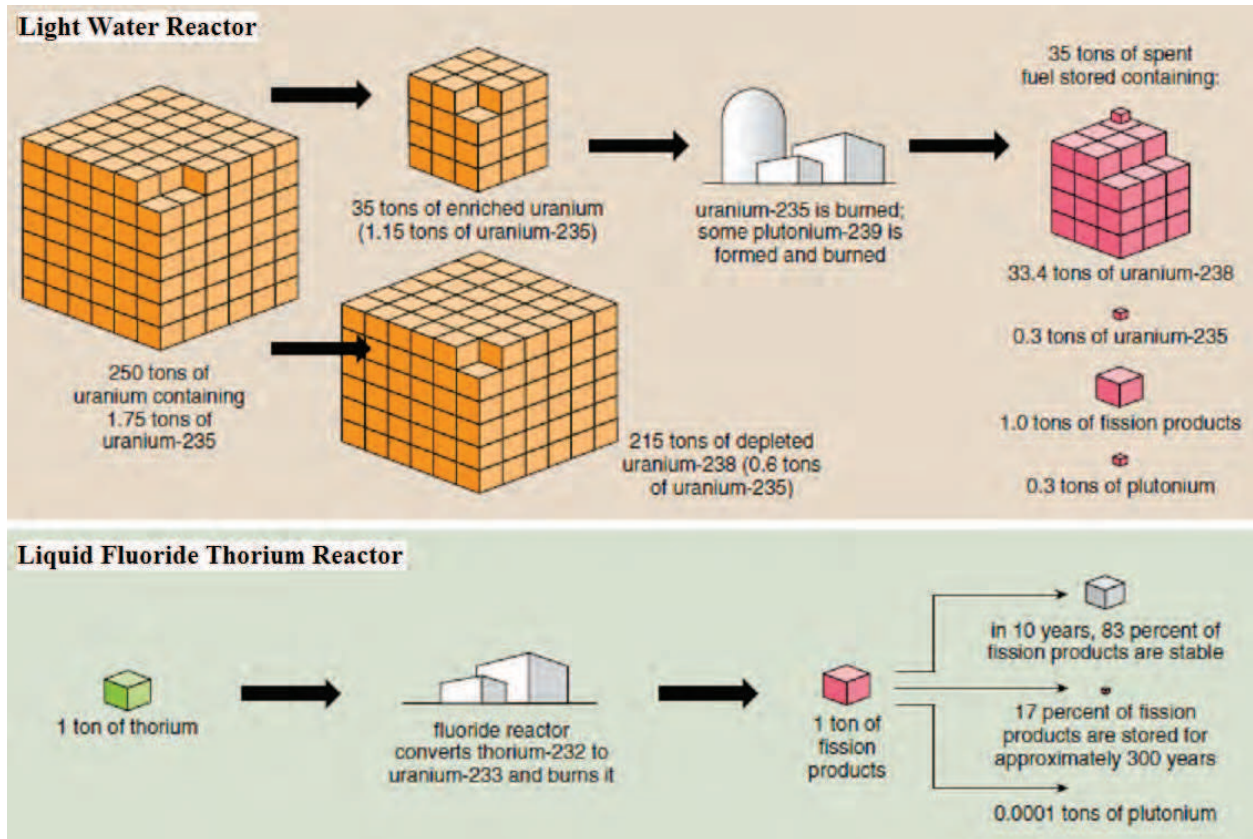 Light Water Reactor
35 tons of enriched uranium
(1.15 tons of uranium-235)
250 tons of
uranium containing
1.75 tons of
uranium-235
215 tons of depleted
uranium-238 (0.6 tons
of uranium-235)
uranium-235 is burned;
some plutonium-239 is
formed and burned
35 tons of spent
fuel stored containing:
33.4 tons of uranium-238
0.3 tons of uranium-235
1.0 tons of fission products
0.3 tons of plutonium
Liquid Fluoride Thorium Reactor
1 ton of thorium
fluoride reactor
converts thorium-232 to
uranium-233 and burns it
1 ton of
fission
products
in 10 years, 83 percent of
fission products are stable
17 percent of fission
products are stored for
approximately 300 years
0.0001 tons of plutonium